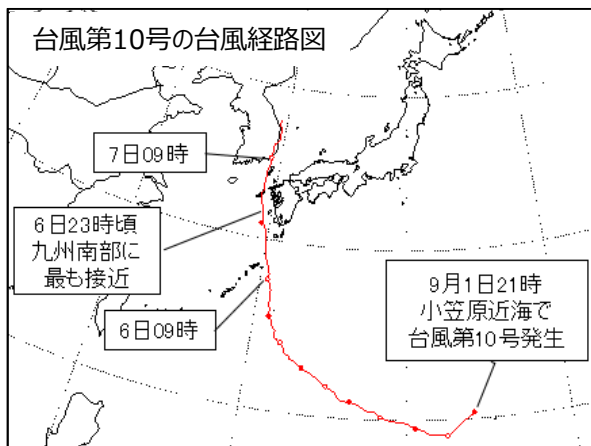 台風第10号の台風経路図
7日09時
6日23時頃
九州南部に
最も接近
6日09時
9月1日21時
小笠原近海で
台風第10号発生